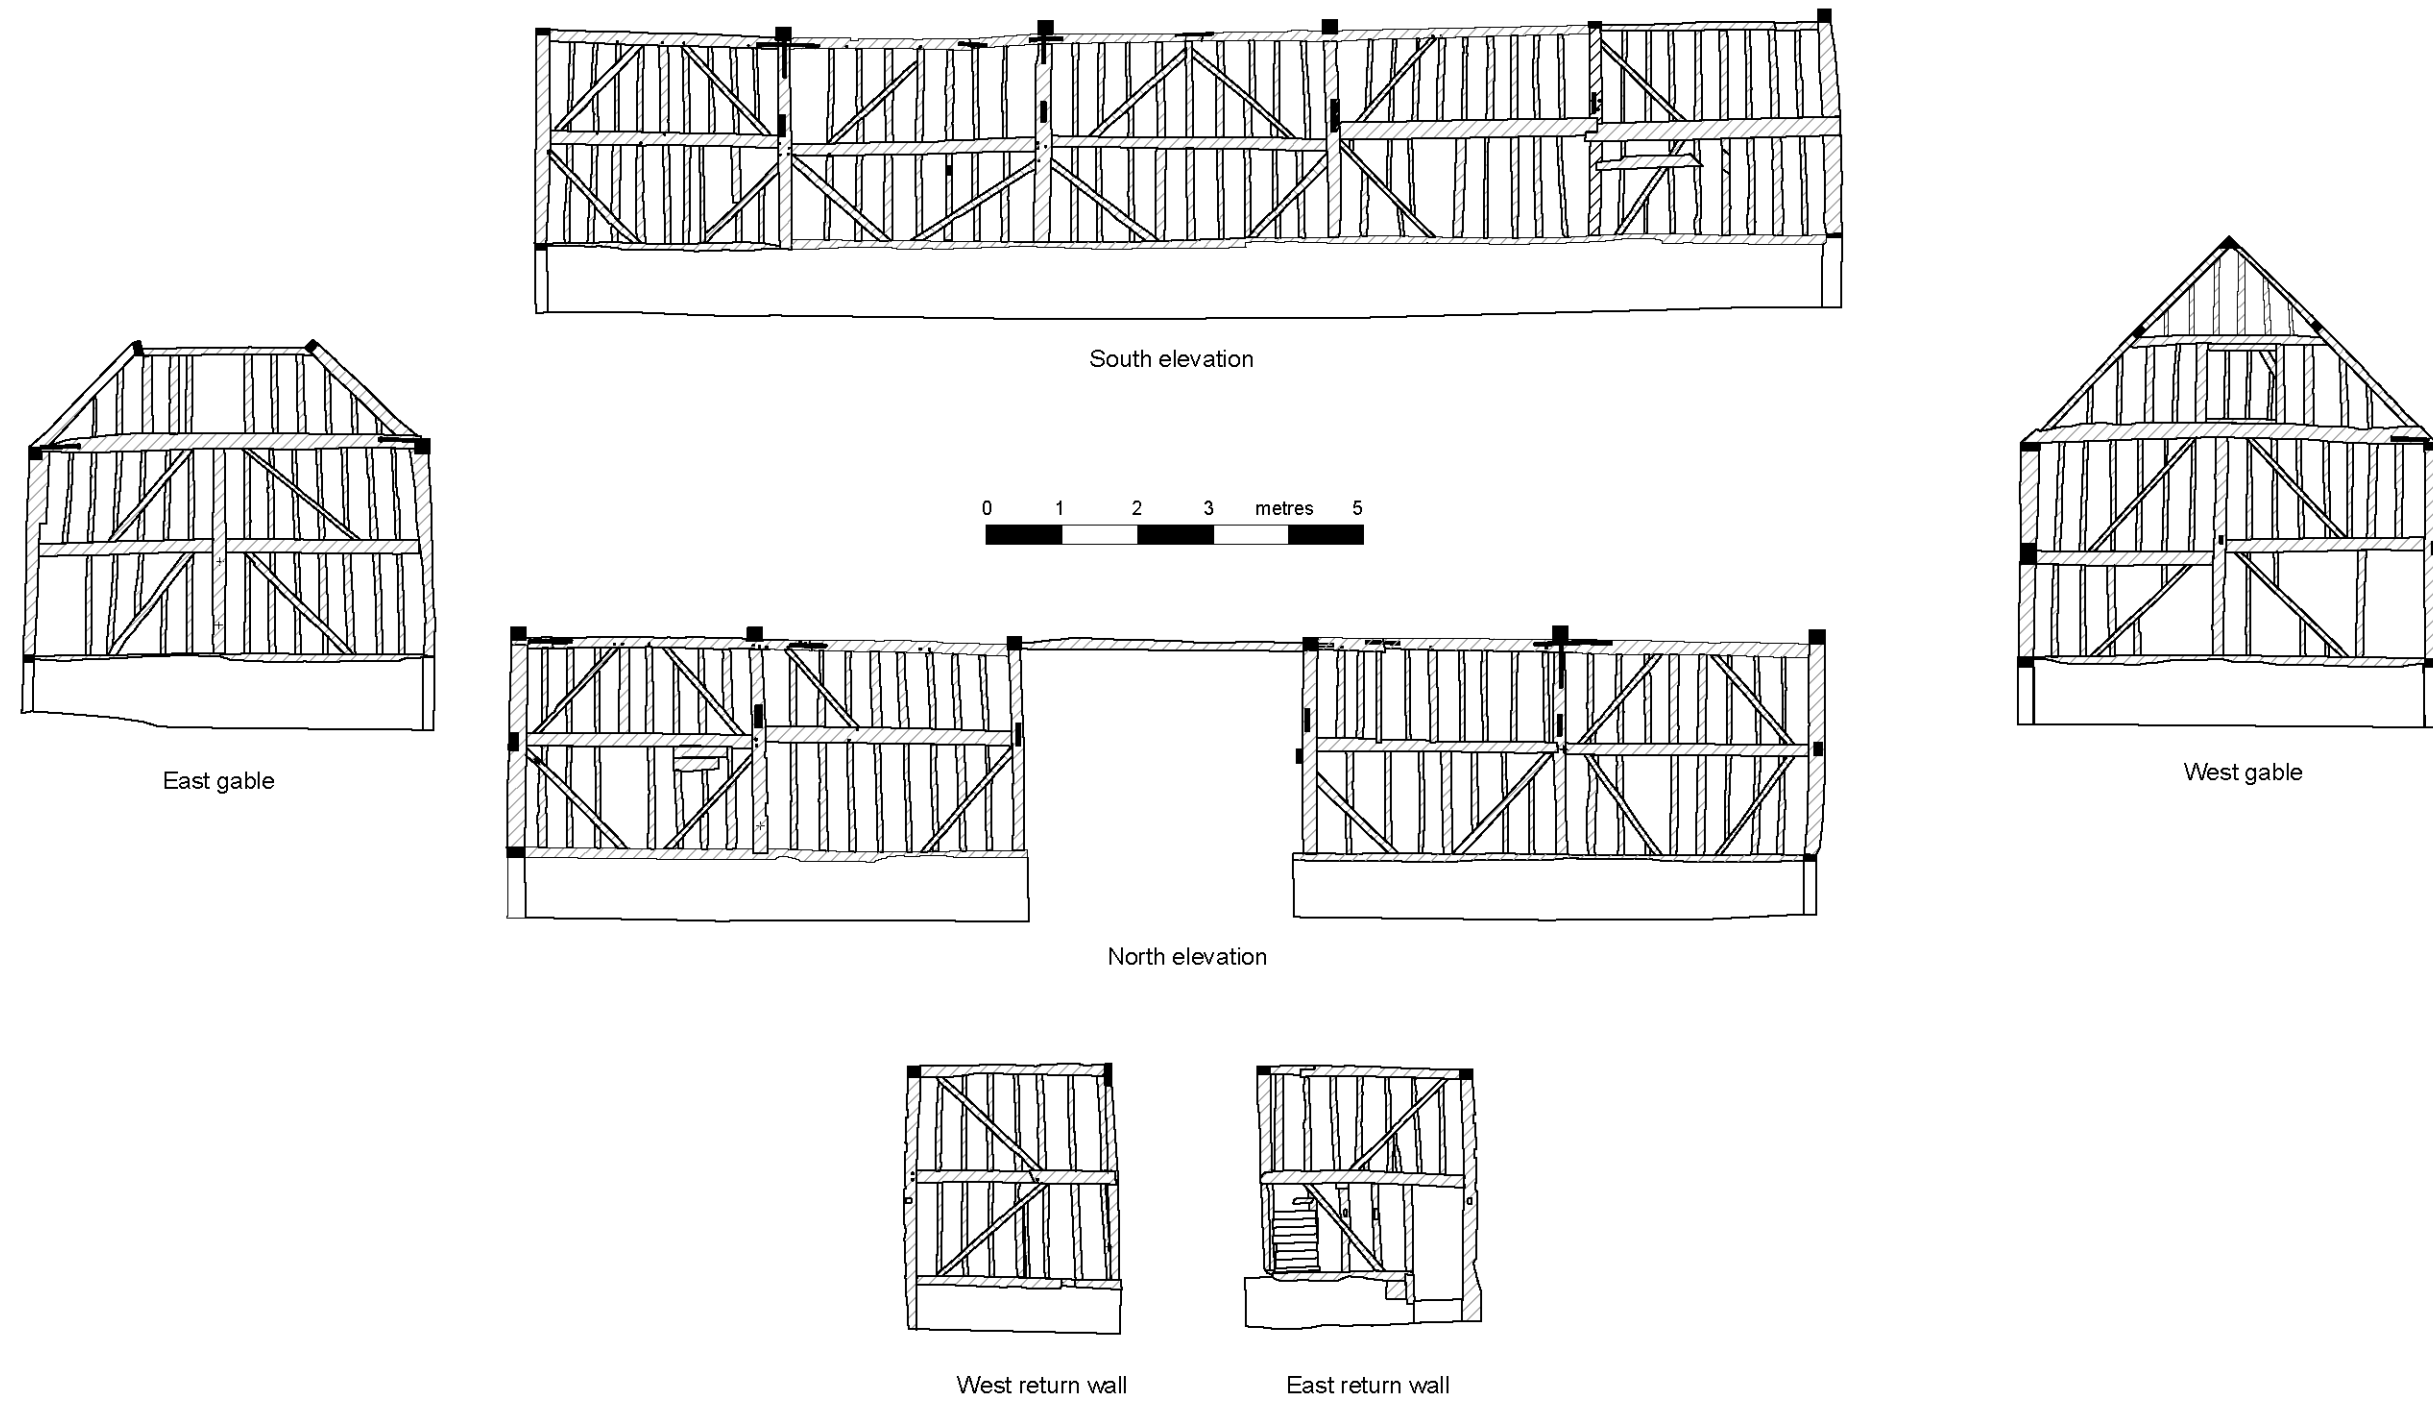 South elevation
0 1 2 3 metres 5
East gable
West gable
North elevation
West return wall
East return wall